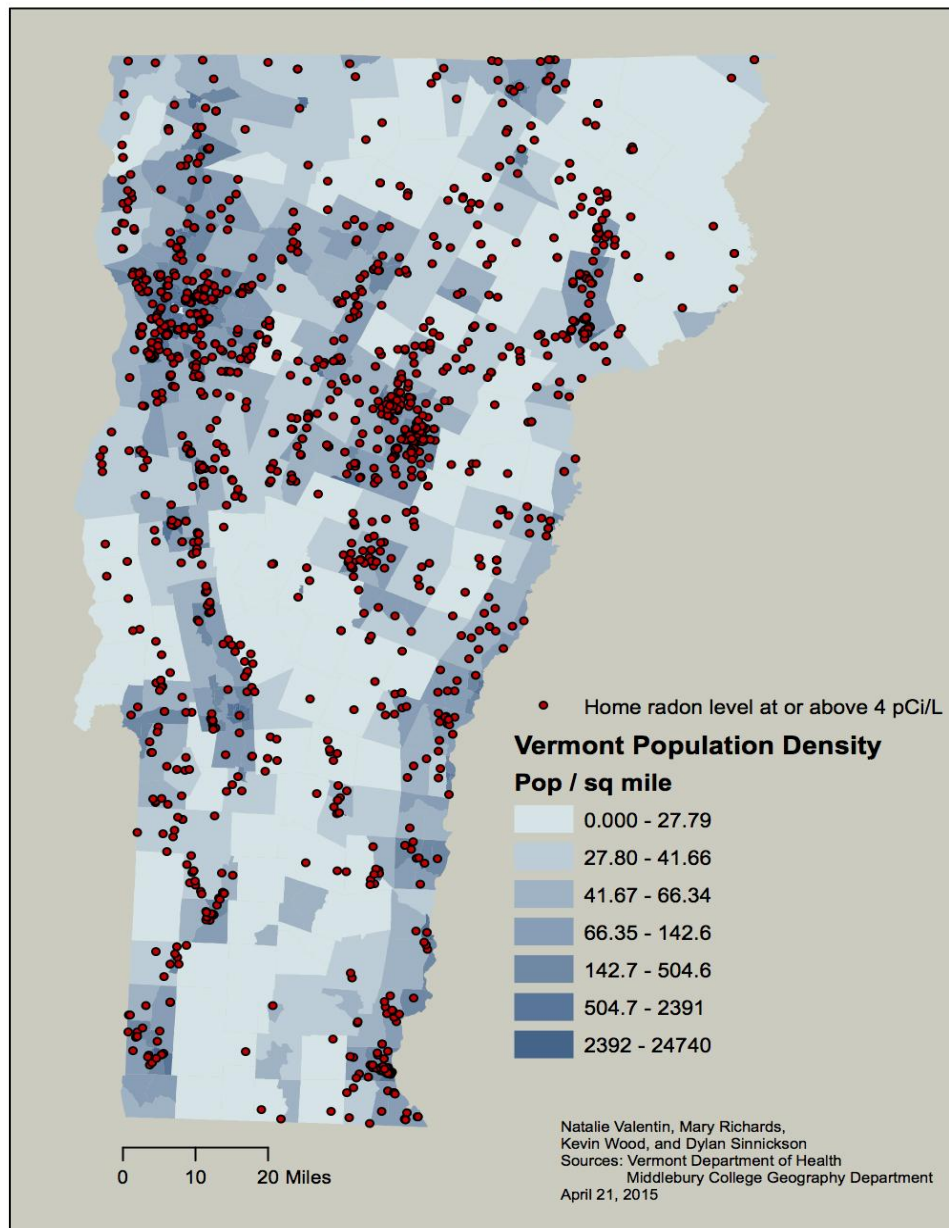 Home radon level at or above 4 pCi/L
Vermont Population Density
Pop / sq mile
0.000 - 27.79
27.80 - 41.66
41.67 - 66.34
66.35 - 142.6
142.7 - 504.6
504.7 - 2391
2392 - 24740
Natalie Valentin, Mary Richards,
Kevin Wood, and Dylan Sinnickson
Sources: Vermont Department of Health
Middlebury College Geography Department
April 21, 2015
0 10 20 Miles